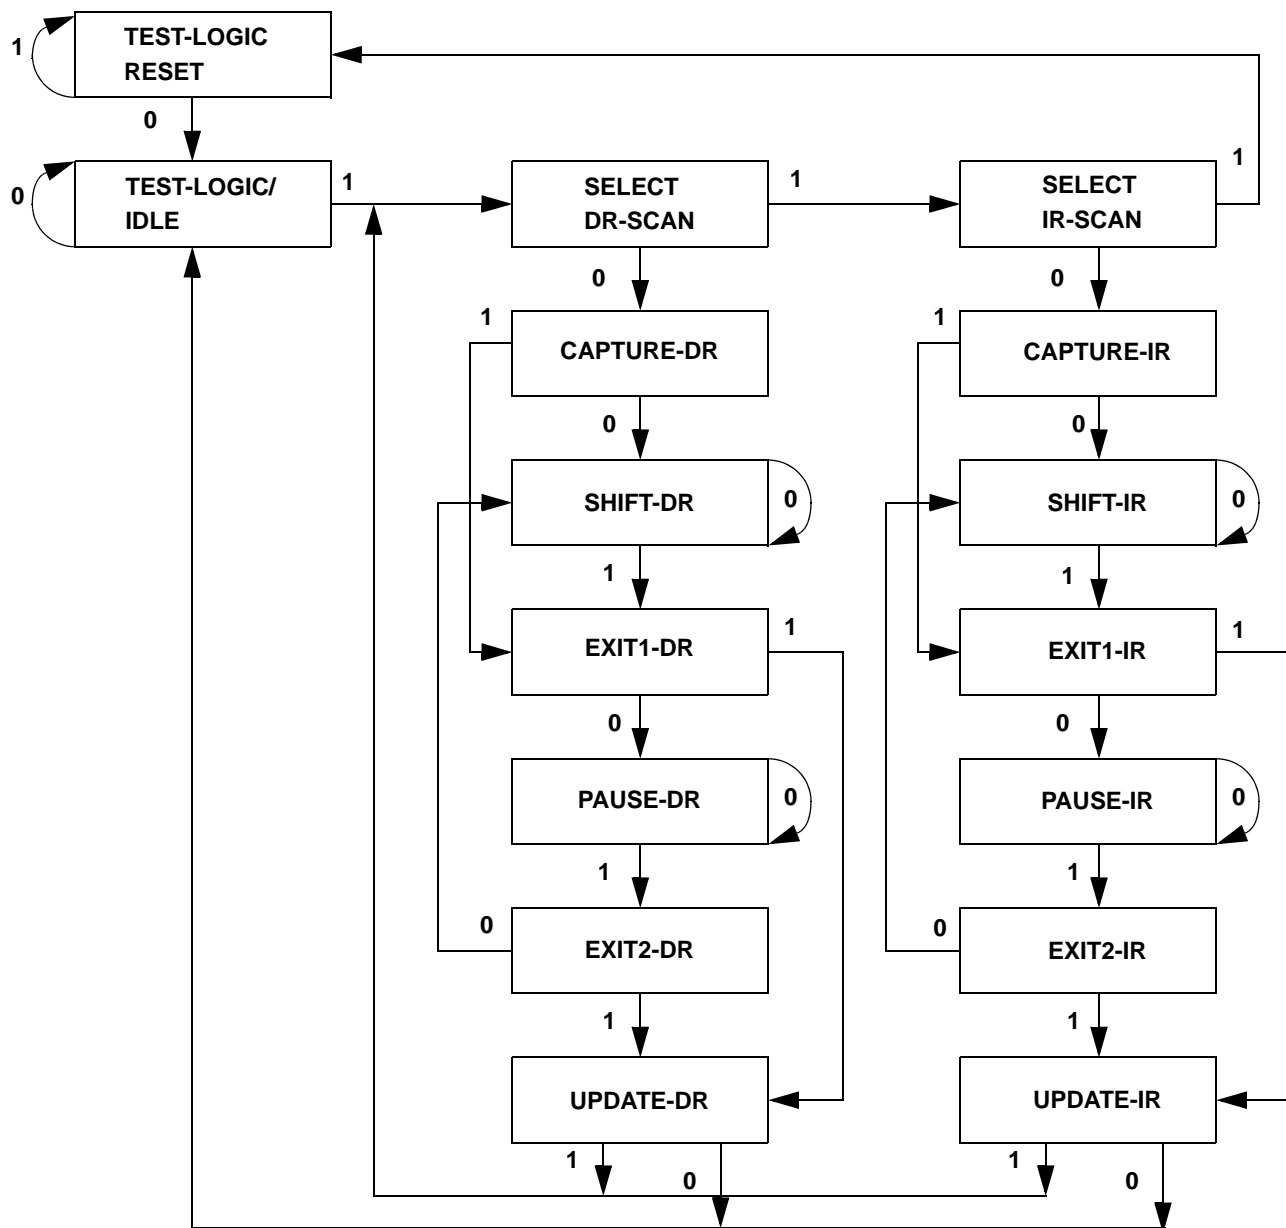 1
TEST-LOGIC
RESET
0
0
TEST-LOGIC/
IDLE
1
SELECT
DR-SCAN
1
SELECT
IR-SCAN
1
0
0
1
CAPTURE-DR
1
CAPTURE-IR
0
0
SHIFT-DR
0
SHIFT-IR
0
1
1
EXIT1-DR
1
EXIT1-IR
1
0
0
PAUSE-DR
0
PAUSE-IR
0
1
1
0
EXIT2-DR
0
EXIT2-IR
1
1
UPDATE-DR
UPDATE-IR
1
0
1
0